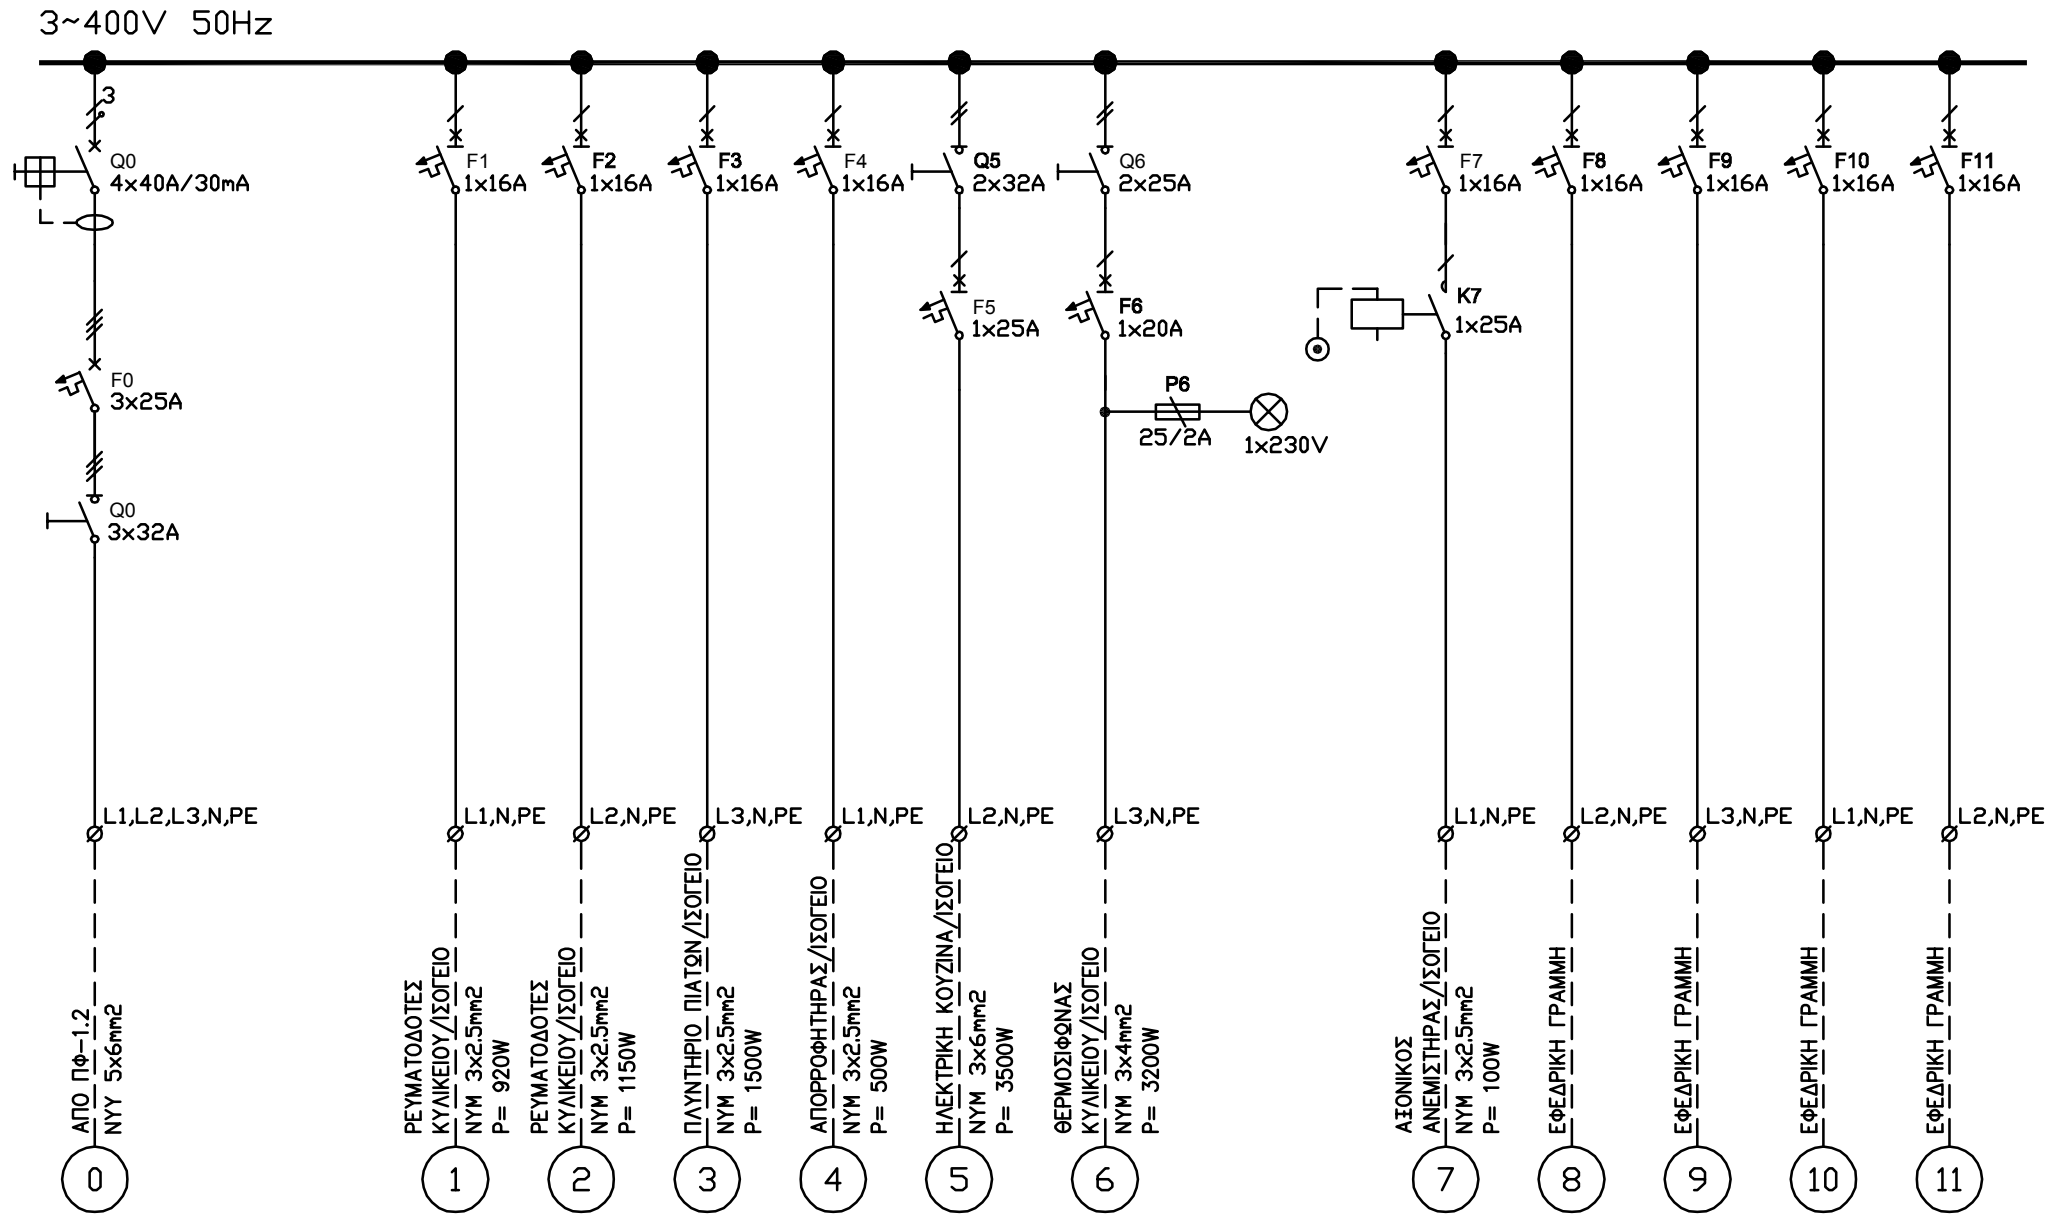 3~400V 50Hz
3
Q0
4x40A/30mA
F0
3x25A
Q0
3x32A
L1,L2,L3,N,PE
ΑΠΟ ΠΦ-1.2
NYY 5x6mm2
0
F1
1x16A
L1,N,PE
ΡΕΥΜΑΤΟΔΟΤΕΣ
ΚΥΛΙΚΕΙΟΥ/ΙΣΟΓΕΙΟ
NYM 3x2.5mm2
P= 920W
1
F2
1x16A
L2,N,PE
ΡΕΥΜΑΤΟΔΟΤΕΣ
ΚΥΛΙΚΕΙΟΥ/ΙΣΟΓΕΙΟ
NYM 3x2.5mm2
P= 1150W
2
F3
1x16A
L3,N,PE
ΠΛΥΝΤΗΡΙΟ ΠΙΑΤΩΝ/ΙΣΟΓΕΙΟ
NYM 3x2.5mm2
P= 1500W
3
F4
1x16A
L1,N,PE
ΑΠΟΡΡΟΦΗΤΗΡΑΣ/ΙΣΟΓΕΙΟ
NYM 3x2.5mm2
P= 500W
4
Q5
2x32A
F5
1x25A
L2,N,PE
ΗΛΕΚΤΡΙΚΗ ΚΟΥΖΙΝΑ/ΙΣΟΓΕΙΟ
NYM 3x6mm2
P= 3500W
5
Q6
2x25A
F6
1x20A
P6
25/2A
1x230V
L3,N,PE
ΘΕΡΜΟΣΙΦΩΝΑΣ
ΚΥΛΙΚΕΙΟΥ/ΙΣΟΓΕΙΟ
NYM 3x4mm2
P= 3200W
6
F7
1x16A
K7
1x25A
L1,N,PE
ΑΞΟΝΙΚΟΣ
ΑΝΕΜΙΣΤΗΡΑΣ/ΙΣΟΓΕΙΟ
NYM 3x2.5mm2
P= 100W
7
F8
1x16A
L2,N,PE
ΕΦΕΔΡΙΚΗ ΓΡΑΜΜΗ
8
F9
1x16A
L3,N,PE
ΕΦΕΔΡΙΚΗ ΓΡΑΜΜΗ
9
F10
1x16A
L1,N,PE
ΕΦΕΔΡΙΚΗ ΓΡΑΜΜΗ
10
F11
1x16A
L2,N,PE
ΕΦΕΔΡΙΚΗ ΓΡΑΜΜΗ
11